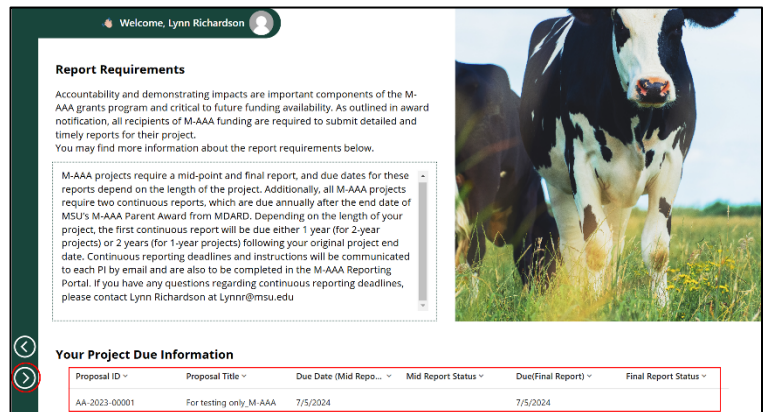 Welcome, Lynn Richardson
Report Requirements
Accountability and demonstrating impacts are important components of the M-
AAA grants program and critical to future funding availability. As outlined in award
notification, all recipients of M-AAA funding are required to submit detailed and
timely reports for their project.
You may find more information about the report requirements below.
M-AAA projects require a mid-point and final report, and due dates for these
reports depend on the length of the project. Additionally, all M-AAA projects
require two continuous reports, which are due annually after the end date of
MSU's M-AAA Parent Award from MDARD. Depending on the length of your
project, the first continuous report will be due either 1 year (for 2-year
projects) or 2 years (for 1-year projects) following your original project end
date. Continuous reporting deadlines and instructions will be communicated
to each PI by email and are also to be completed in the M-AAA Reporting
Portal. If you have any questions regarding continuous reporting deadlines,
please contact Lynn Richardson at Lynnr@msu.edu
Your Project Due Information
Proposal ID Proposal Title Due Date (Mid Repo... Mid Report Status Due(Final Report) Final Report Status
AA-2023-00001 For testing only_M-AAA 7/5/2024 7/5/2024